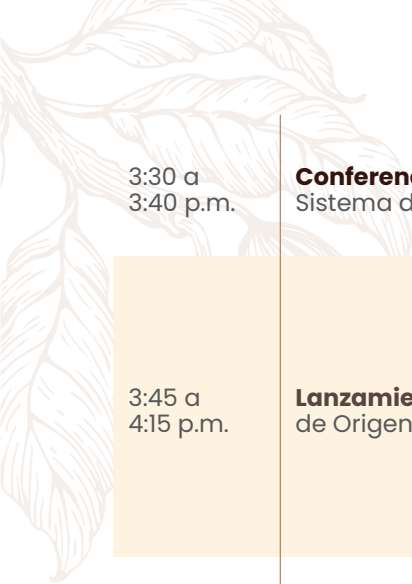 3:30 a
3:40 p.m.
Conferen
Sistema d
3:45 a
4:15 p.m.
Lanzamie
de Origen